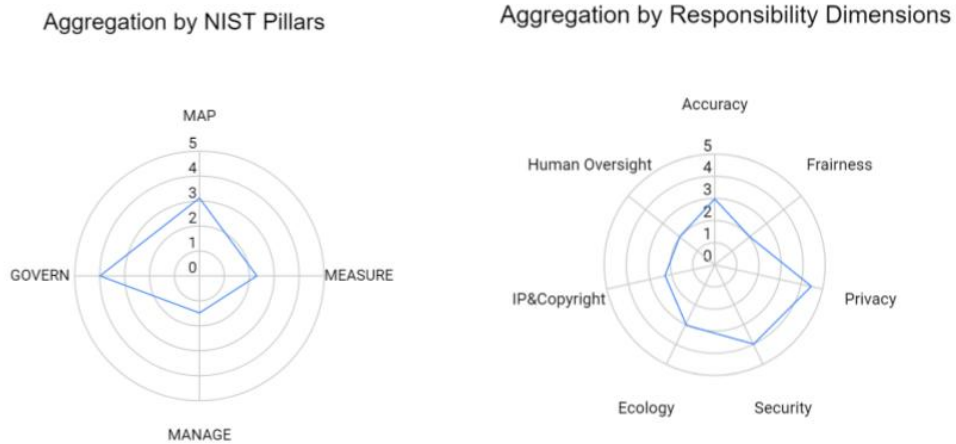 Aggregation by NIST Pillars
MAP
5
4
3
2
1
0
GOVERN
MEASURE
MANAGE
Aggregation by Responsibility Dimensions
Accuracy
Human Oversight
Frairness
5
4
3
2
1
0
IP&Copyright
Privacy
Ecology
Security